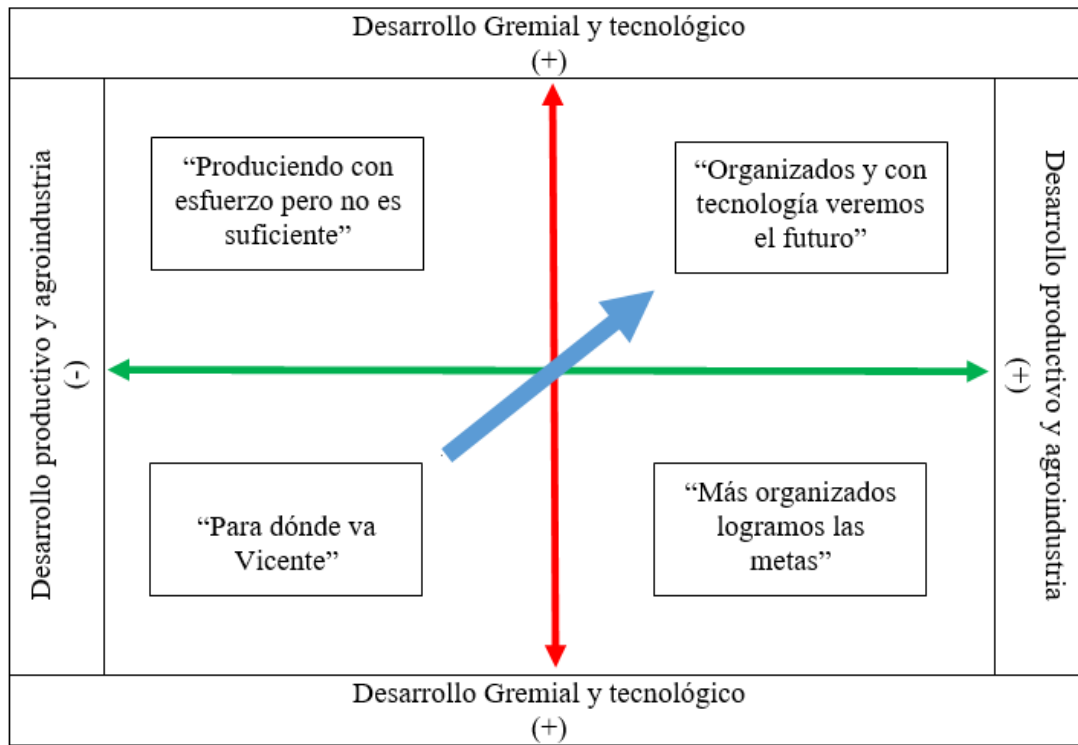 Desarrollo Gremial y tecnológico
(+)
Desarrollo productivo y agroindustria
(-)
“Produciendo con
esfuerzo pero no es
suficiente”
“Organizados y con
tecnología veremos
el futuro”
“Para dónde va
Vicente”
“Más organizados
logramos las
metas”
Desarrollo productivo y agroindustria
(+)
Desarrollo Gremial y tecnológico
(+)